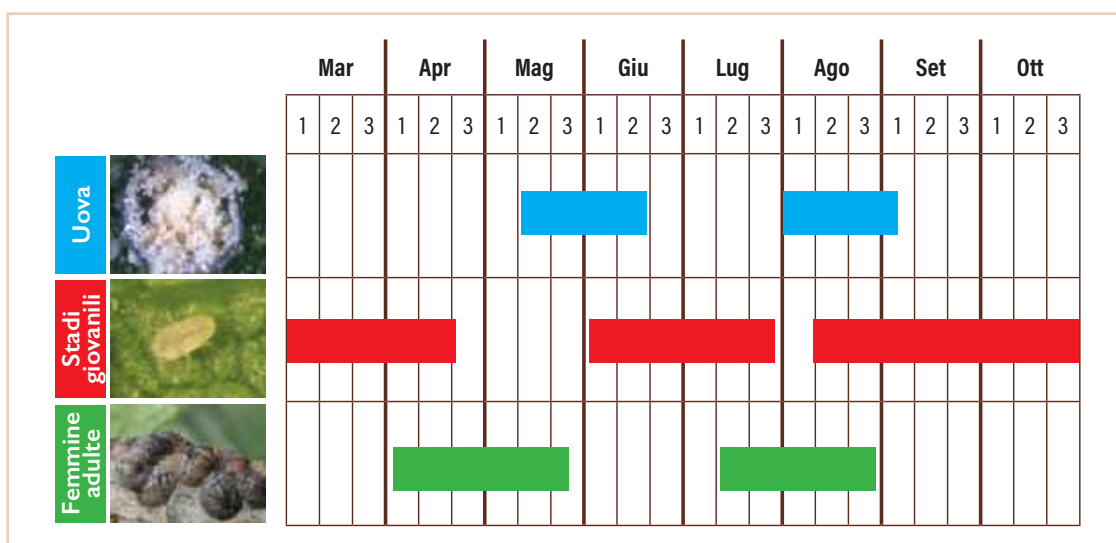 Mar Apr Mag Giu Lug Ago Set Ott
1 2 3 1 2 3 1 2 3 1 2 3 1 2 3 1 2 3 1 2 3 1 2 3
Uova
Stadi
giovanili
Femmine
adulte